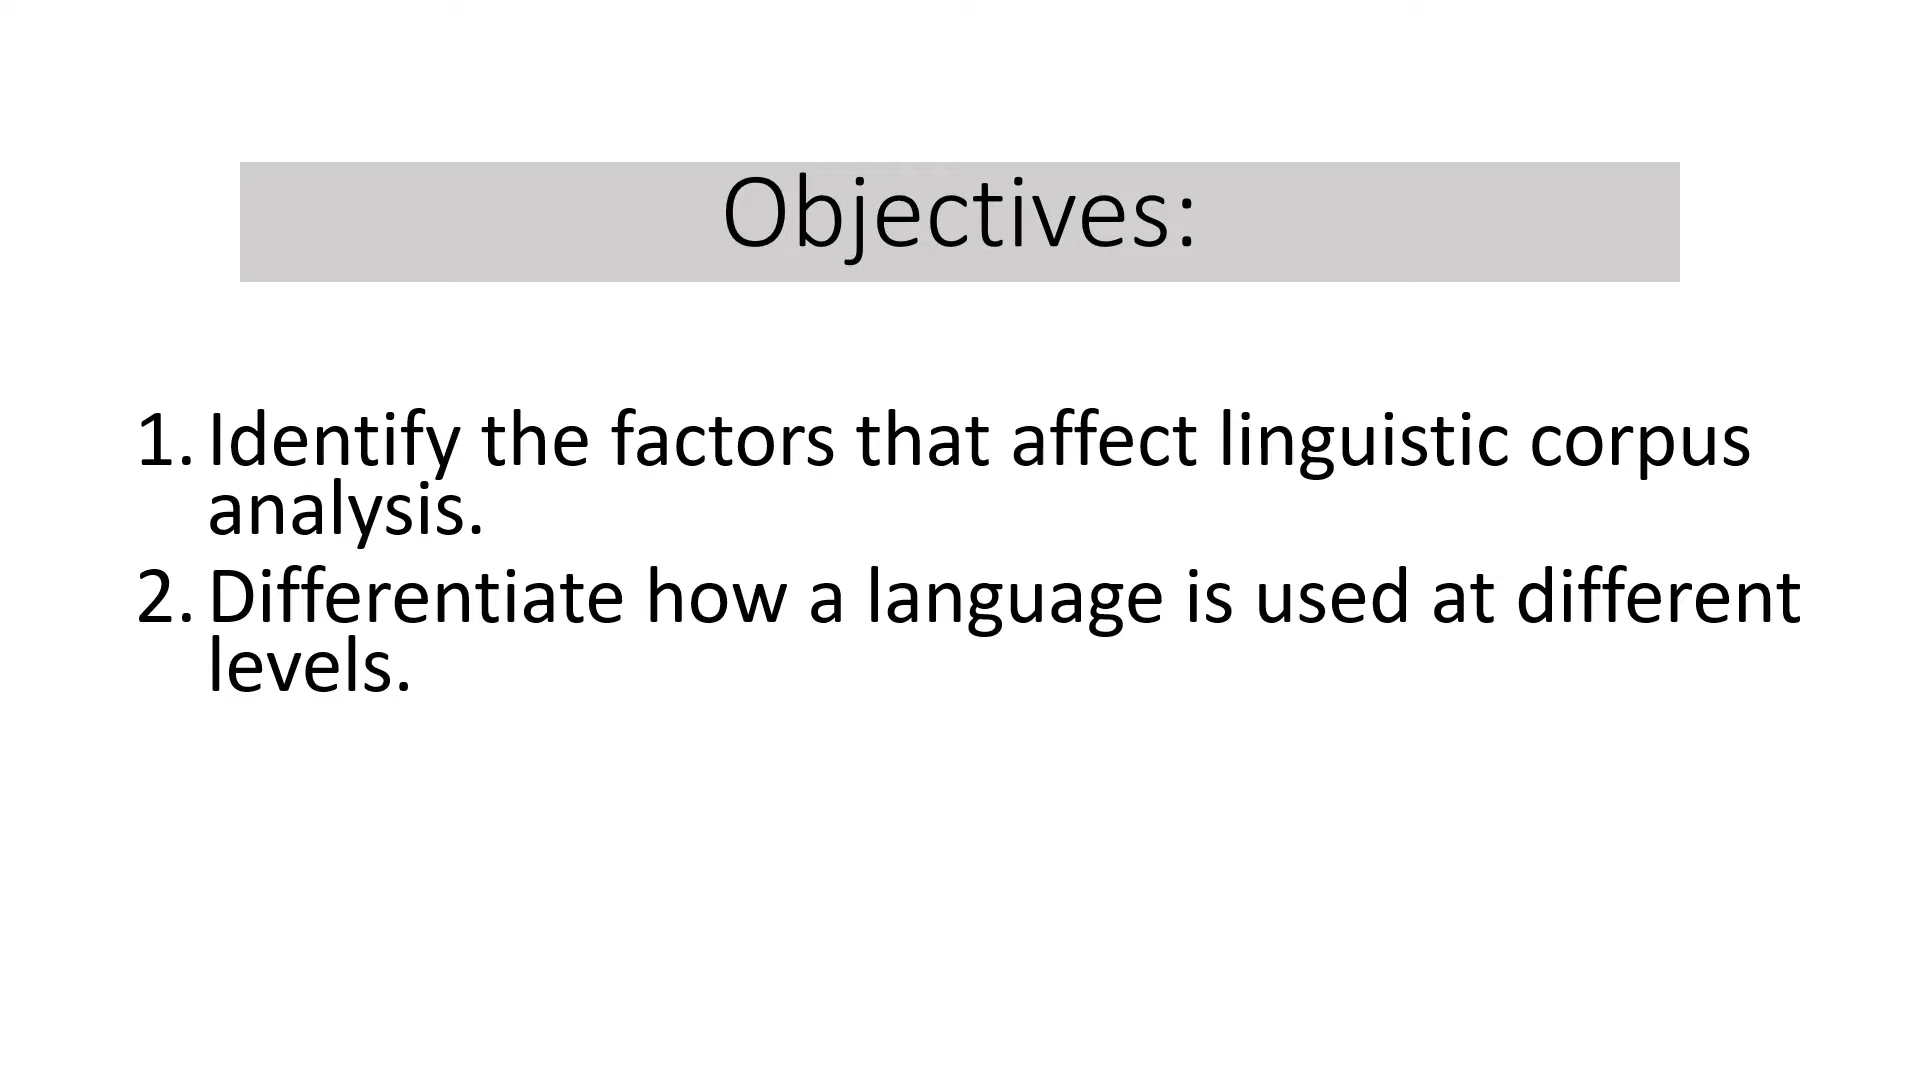 Objectives:
1. Identify the factors that affect linguistic corpus
analysis.
2. Differentiate how a language is used at different
levels.